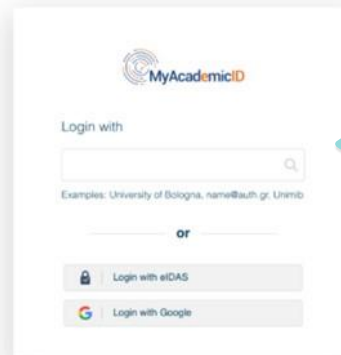 MyAcademicID
Login with
Examples: University of Bologna, name@auth.gr, Unimib
or
Login with eIDAS
Login with Google